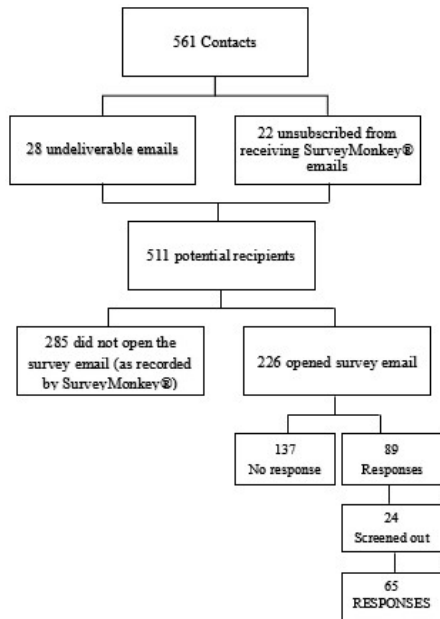 561 Contacts
28 undeliverable emails
22 unsubscribed from
receiving SurveyMonkey®
emails
511 potential recipients
285 did not open the
survey email (as recorded
by SurveyMonkey®)
226 opened survey email
137
No response
89
Responses
24
Screened out
65
RESPONSES